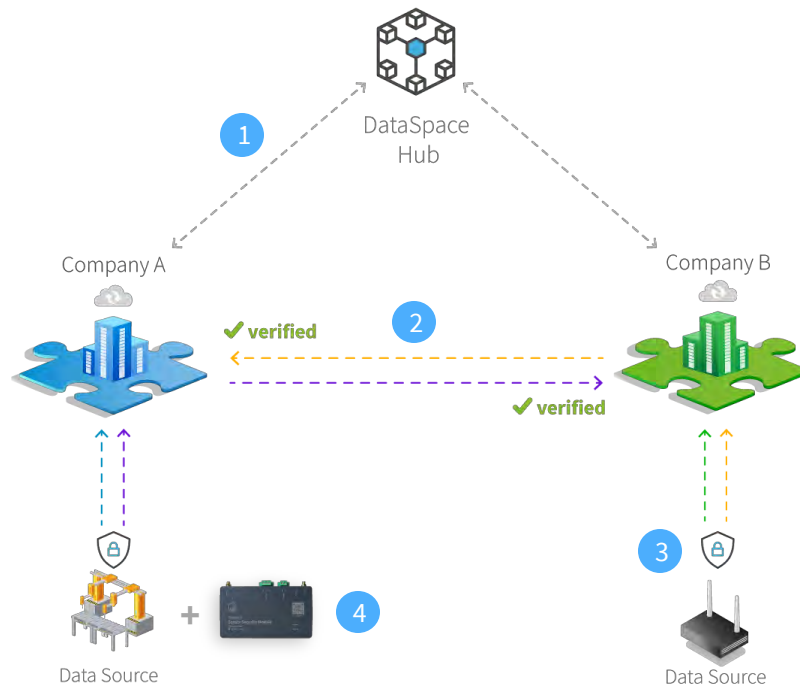 1
DataSpace
Hub
Company A
Company B
2
✔ verified
✔ verified
3
4
+
Data Source
Data Source